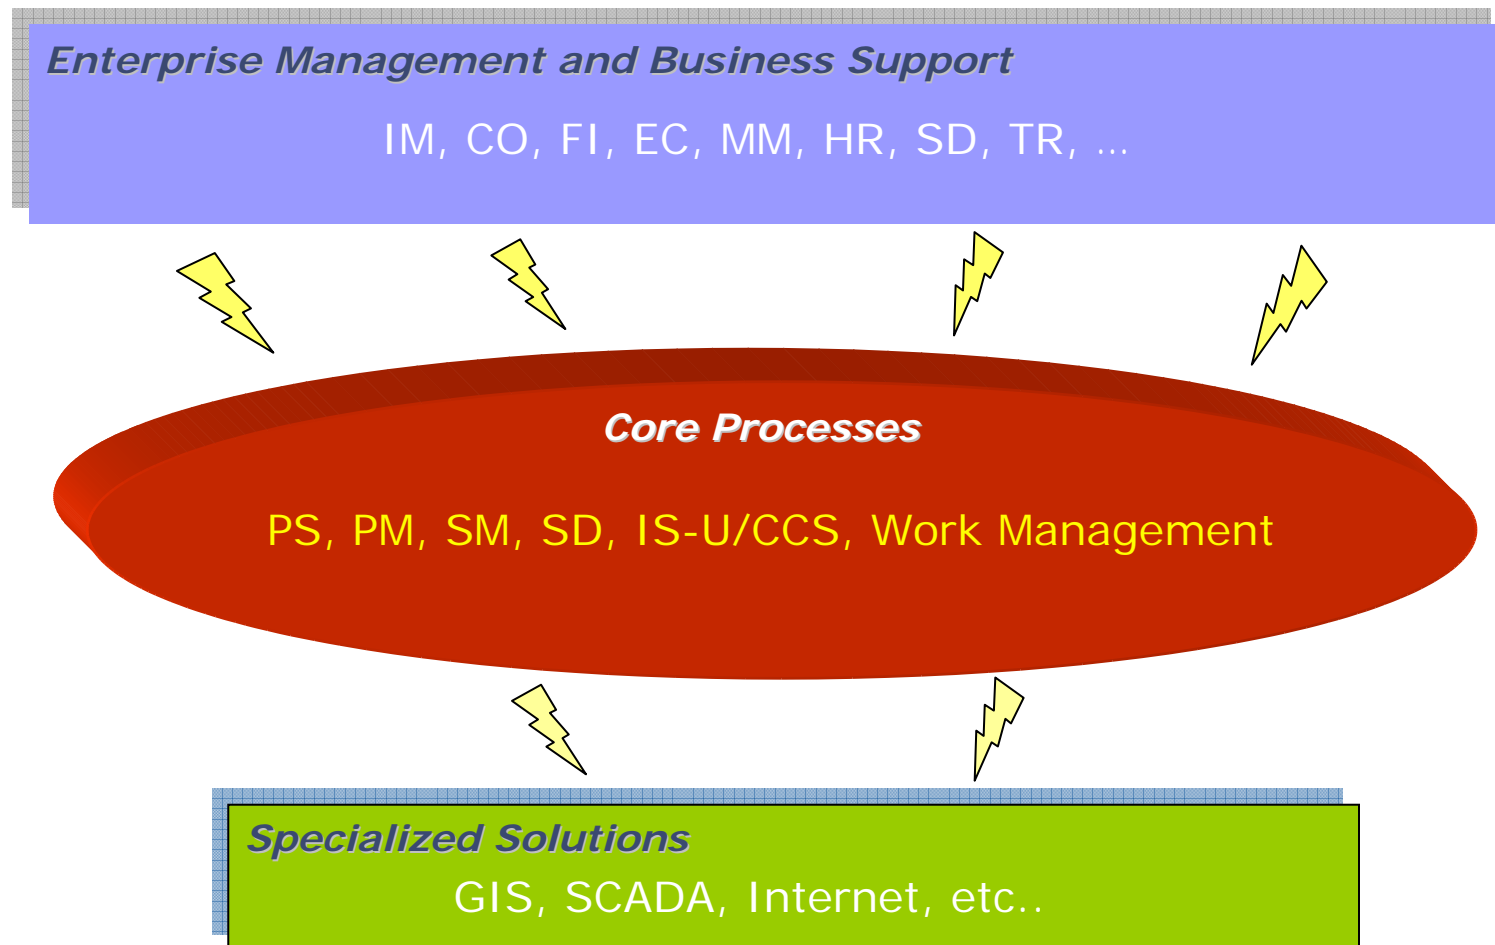 Enterprise Management and Business Support
IM, CO, FI, EC, MM, HR, SD, TR, ...
Core Processes
PS, PM, SM, SD, IS-U/CCS, Work Management
Specialized Solutions
GIS, SCADA, Internet, etc..